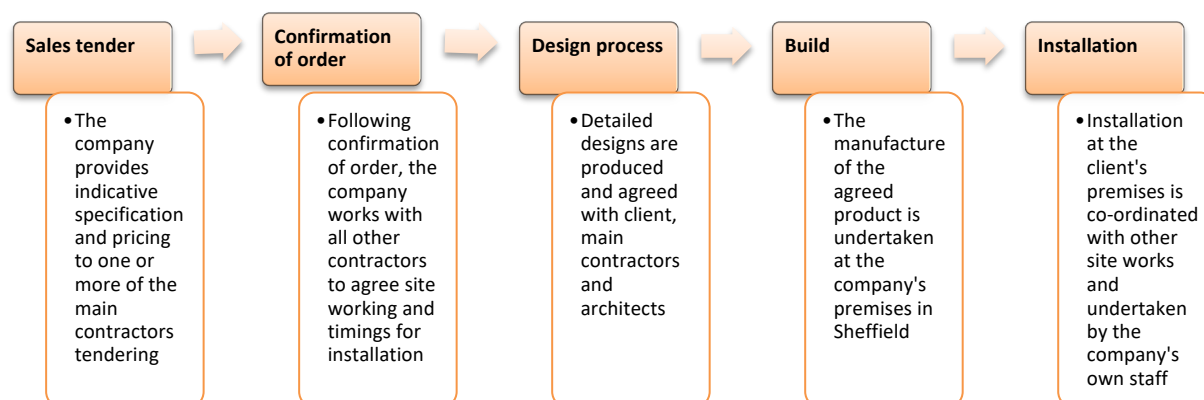 Sales tender
• The
company
provides
indicative
specification
and pricing
to one or
more of the
main
contractors
tendering
Confirmation
of order
• Following
confirmation
of order, the
company
works with
all other
contractors
to agree site
working and
timings for
installation
Design process
• Detailed
designs are
produced
and agreed
with client,
main
contractors
and
architects
Build
• The
manufacture
of the
agreed
product is
undertaken
at the
company's
premises in
Sheffield
Installation
• Installation
at the
client's
premises is
co-ordinated
with other
site works
and
undertaken
by the
company's
own staff